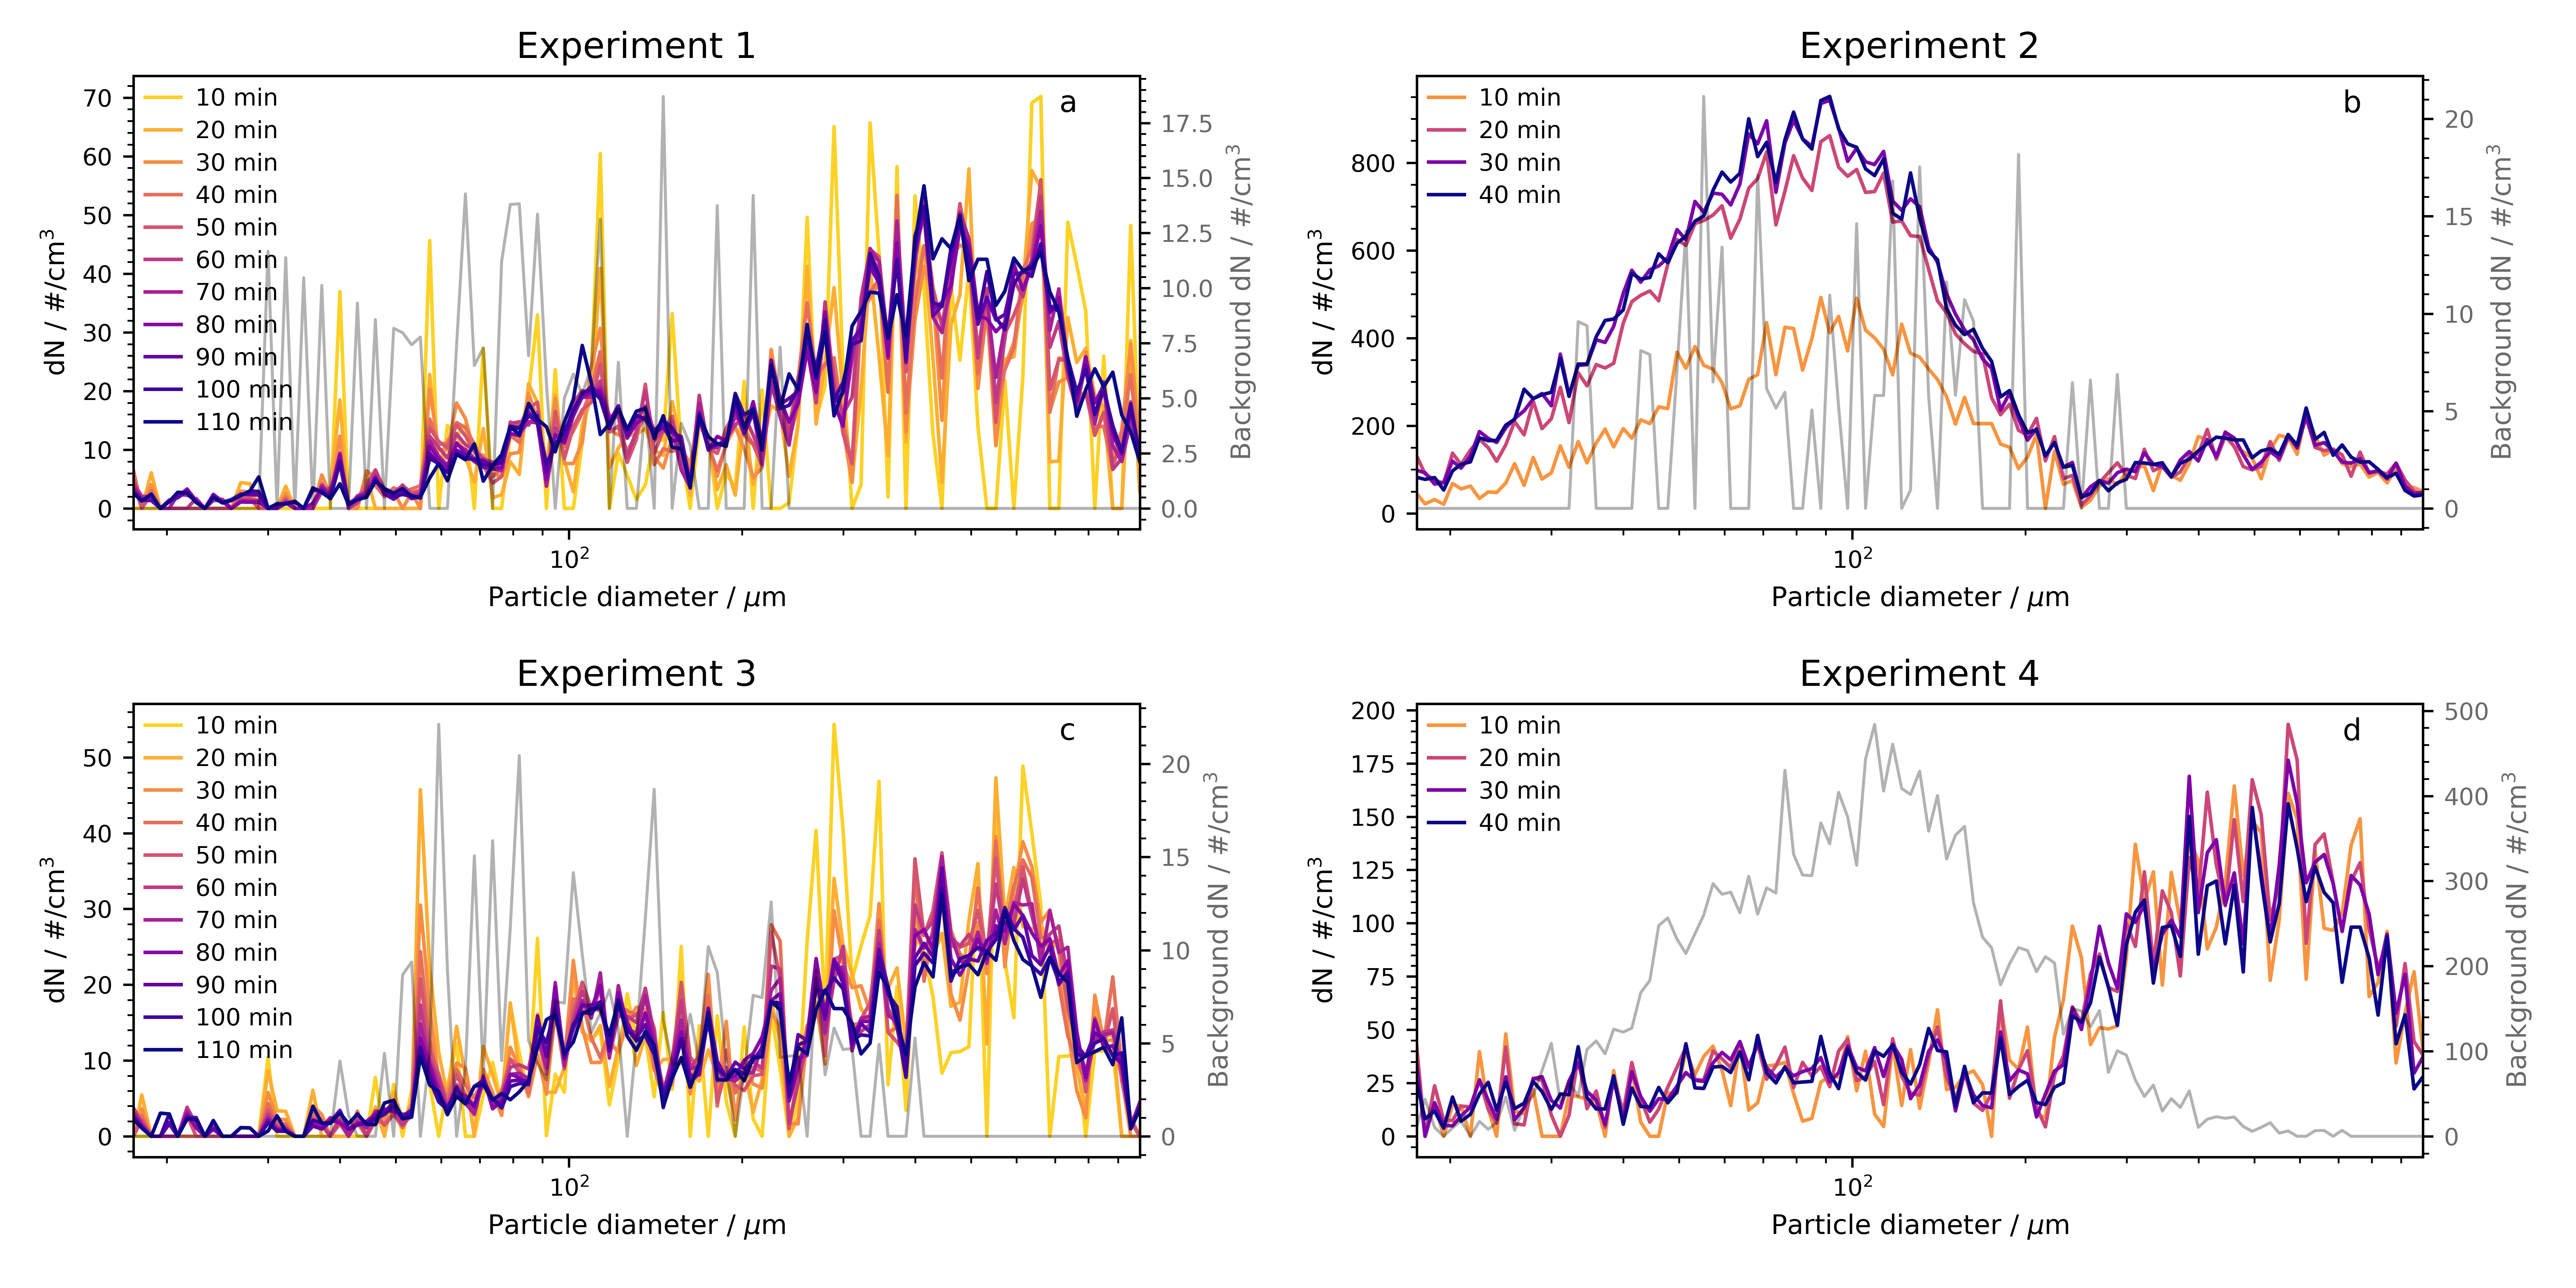 Experiment 1
a
10 min
20 min
30 min
40 min
50 min
60 min
70 min
80 min
90 min
100 min
110 min
70
60
50
40
30
20
10
0
dN / #/cm³
17.5
15.0
12.5
10.0
7.5
5.0
2.5
0.0
Background dN / #/cm³
10²
Particle diameter / μm
Experiment 2
b
10 min
20 min
30 min
40 min
800
600
400
200
0
dN / #/cm³
20
15
10
5
0
Background dN / #/cm³
10²
Particle diameter / μm
Experiment 3
c
10 min
20 min
30 min
40 min
50 min
60 min
70 min
80 min
90 min
100 min
110 min
50
40
30
20
10
0
dN / #/cm³
20
15
10
5
0
Background dN / #/cm³
10²
Particle diameter / μm
Experiment 4
d
10 min
20 min
30 min
40 min
200
175
150
125
100
75
50
25
0
dN / #/cm³
500
400
300
200
100
0
Background dN / #/cm³
10²
Particle diameter / μm